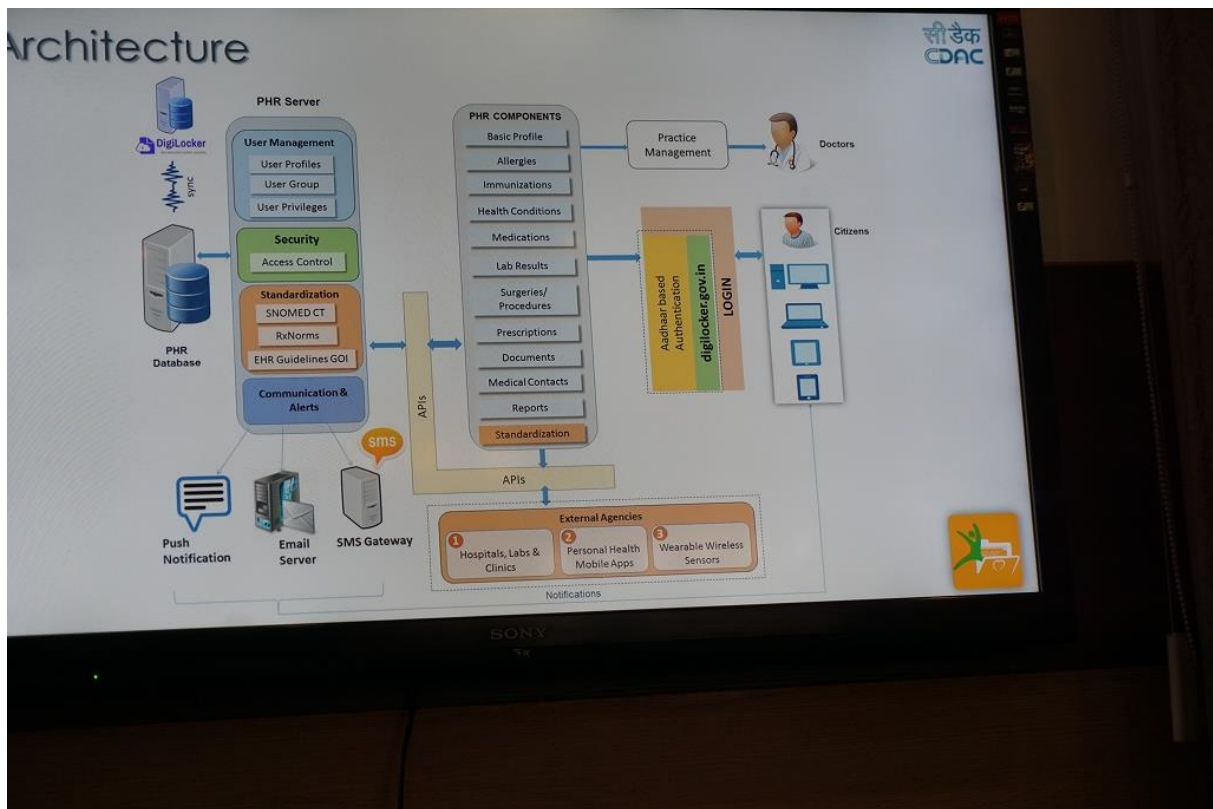 Architecture
सी डैक
CDAC
DigiLocker
sync
PHR
Database
PHR Server
User Management
User Profiles
User Group
User Privileges
Security
Access Control
Standardization
SNOMED CT
RxNorms
EHR Guidelines GOI
Communication &
Alerts
sms
Push
Notification
Email
Server
SMS Gateway
APIs
APIs
PHR COMPONENTS
Basic Profile
Allergies
Immunizations
Health Conditions
Medications
Lab Results
Surgeries/
Procedures
Prescriptions
Documents
Medical Contacts
Reports
Standardization
Practice
Management
Doctors
Aadhaar based
Authentication
digilocker.gov.in
LOGIN
Citizens
External Agencies
1
Hospitals, Labs &
Clinics
2
Personal Health
Mobile Apps
3
Wearable Wireless
Sensors
Notifications
SONY